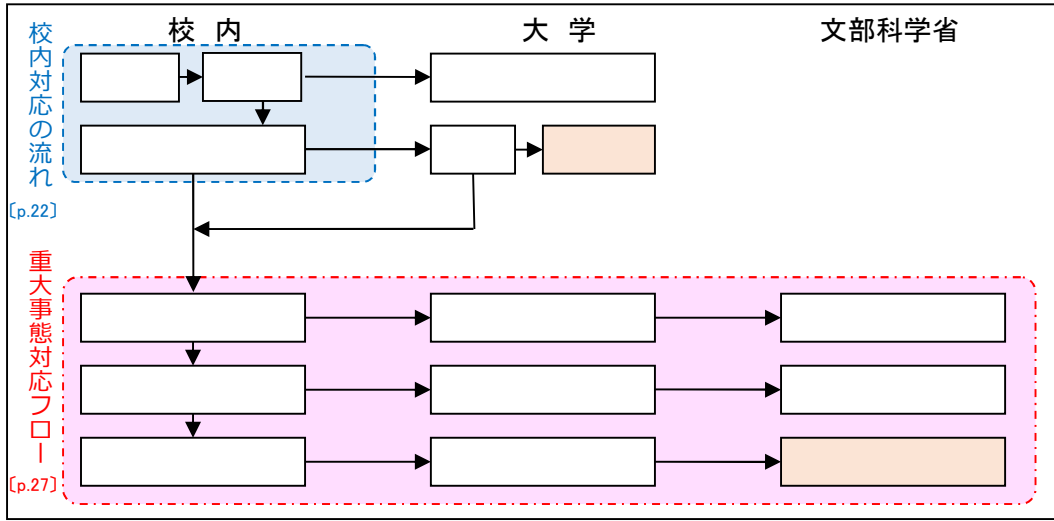 校 内
大 学
文部科学省
校内対応の流れ
〔p.22〕
重大事態対応フロー
〔p.27〕